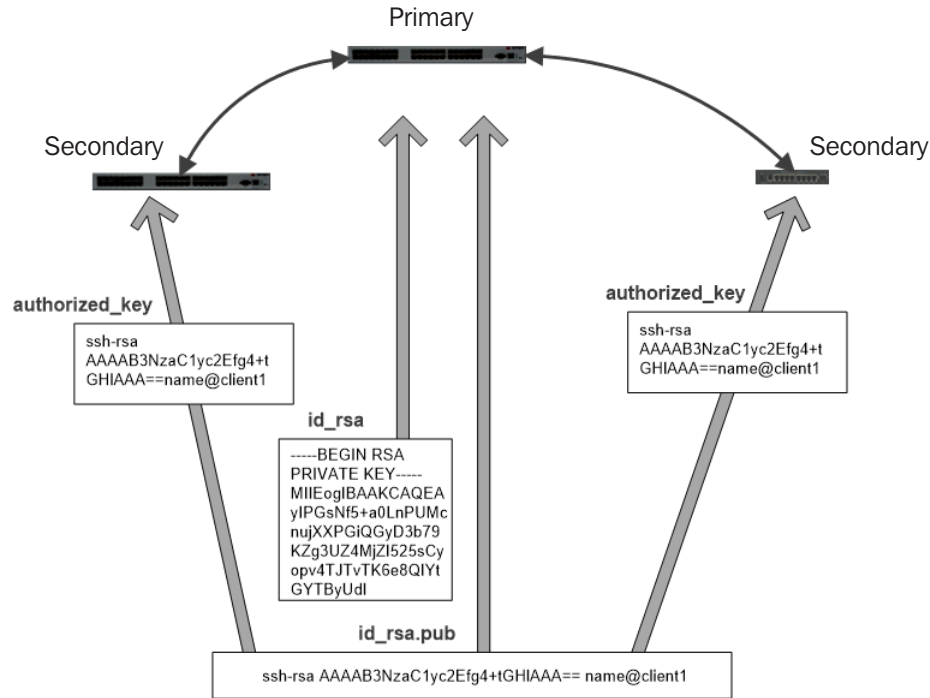 Primary
Secondary
Secondary
authorized_key
ssh-rsa
AAAAB3NzaC1yc2Efg4+t
GHIAAA==name@client1
authorized_key
ssh-rsa
AAAAB3NzaC1yc2Efg4+t
GHIAAA==name@client1
id_rsa
-----BEGIN RSA
PRIVATE KEY-----
MIIEogIBAAKCAQEA
yIPGsNf5+a0LnPUMc
nujXXPGiQGyD3b79
KZg3UZ4MjZI525sCy
opv4TJTvTK6e8QIYt
GYTByUdI
id_rsa.pub
ssh-rsa AAAAB3NzaC1yc2Efg4+tGHIAAA== name@client1